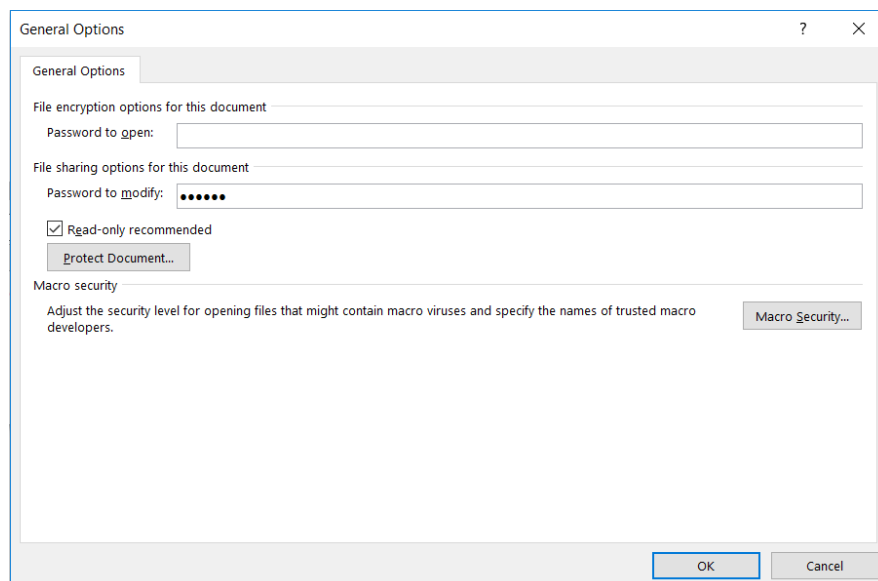 General Options
?
General Options
File encryption options for this document
Password to open:
File sharing options for this document
Password to modify: ●●●●●●
Read-only recommended
Protect Document...
Macro security
Adjust the security level for opening files that might contain macro viruses and specify the names of trusted macro
developers.
Macro Security...
OK
Cancel